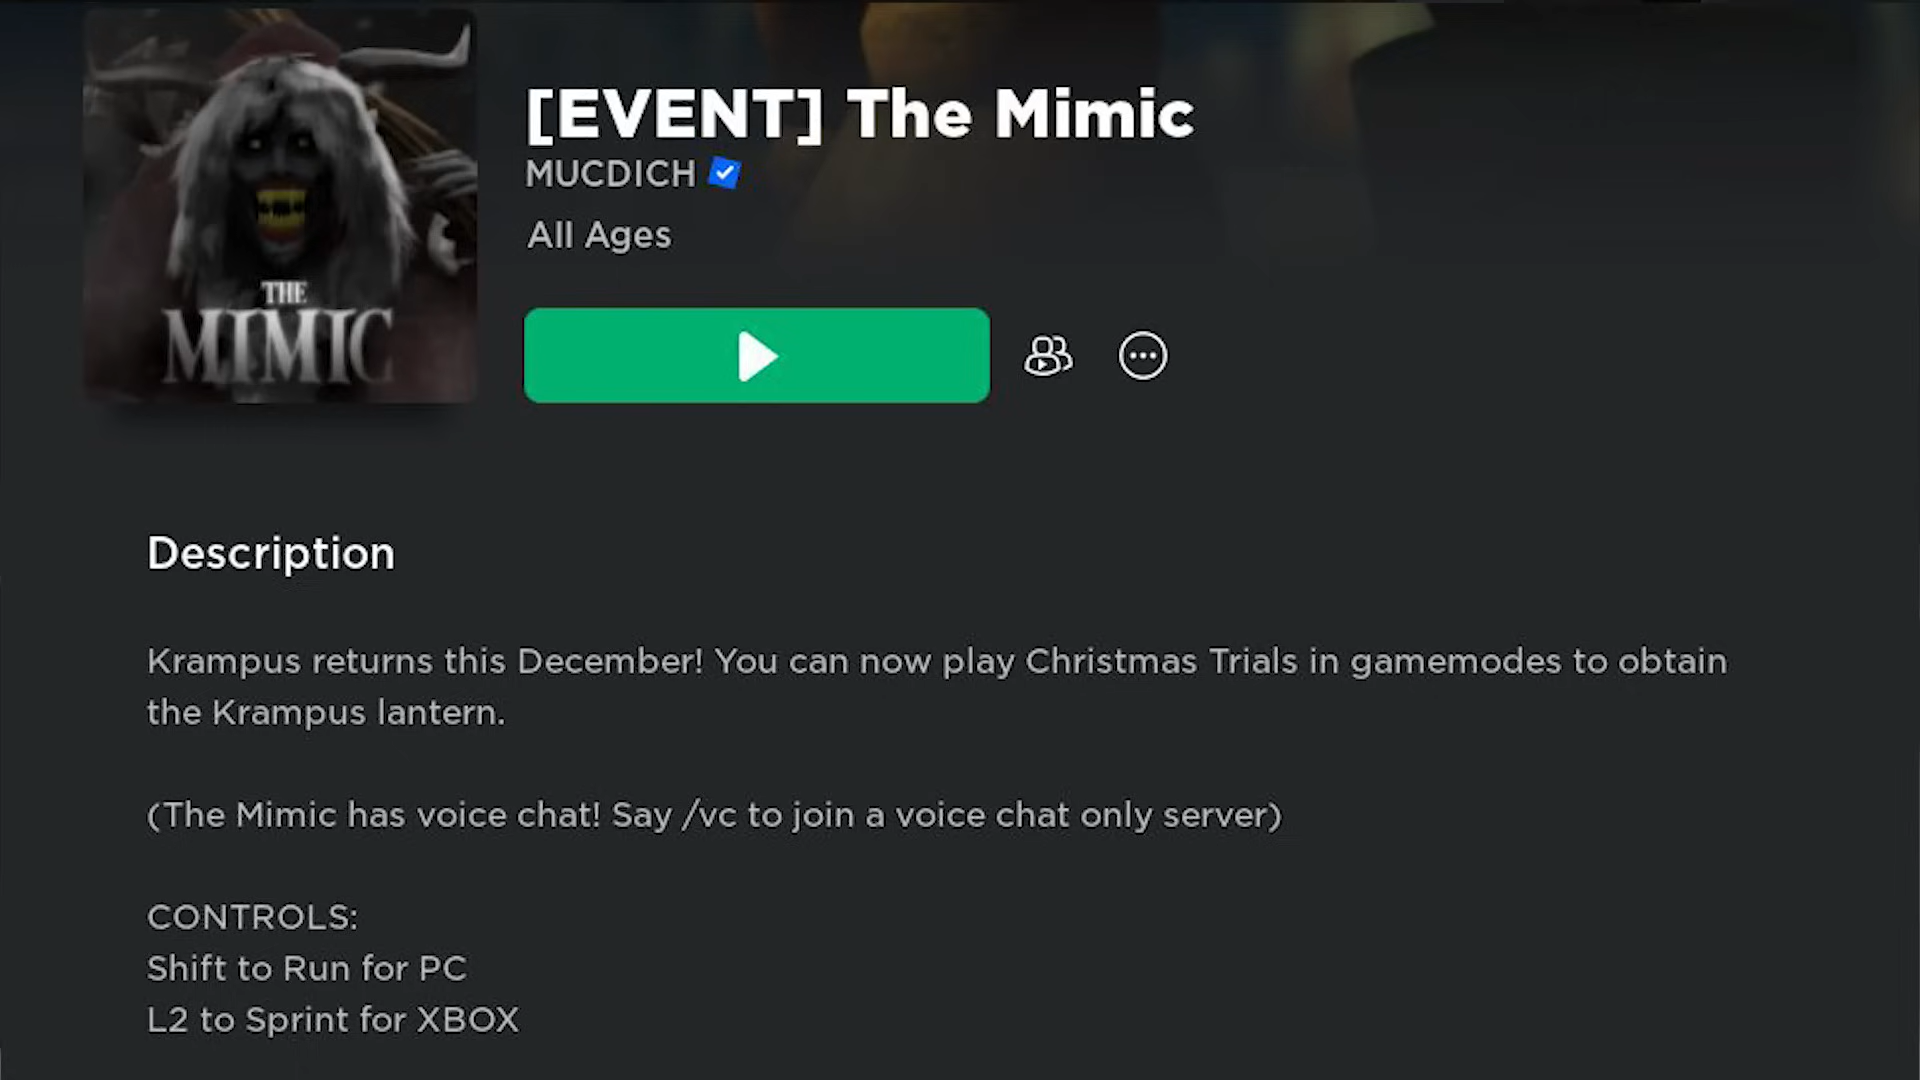 THE
MIMIC
[EVENT] The Mimic
MUCDICH
All Ages
Description
Krampus returns this December! You can now play Christmas Trials in gamemodes to obtain
the Krampus lantern.
(The Mimic has voice chat! Say /vc to join a voice chat only server)
CONTROLS:
Shift to Run for PC
L2 to Sprint for XBOX